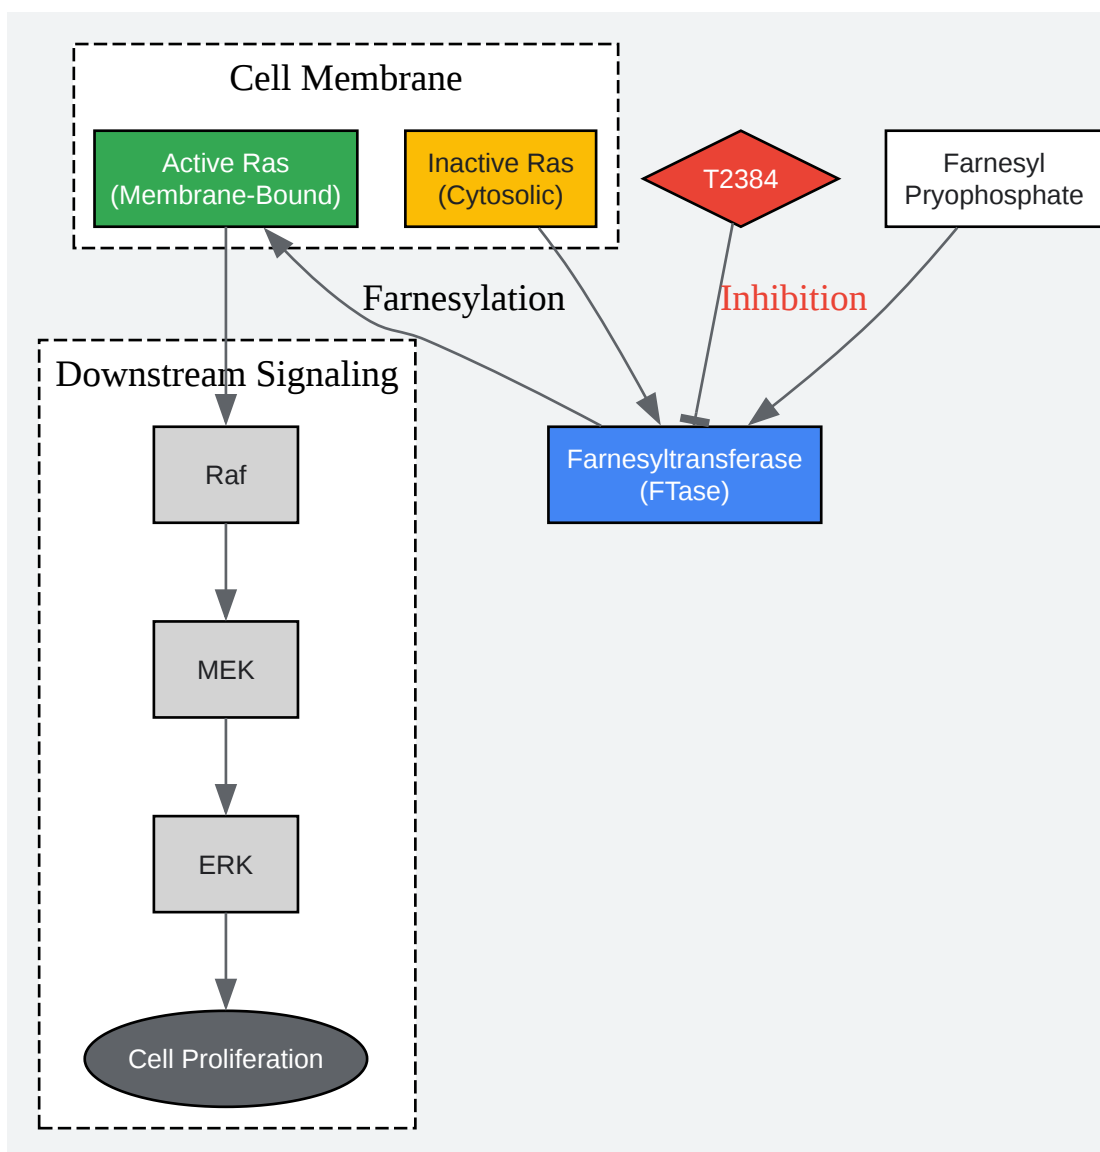 Cell Membrane
Active Ras
(Membrane-Bound)
Inactive Ras
(Cytosolic)
T2384
Farnesyl
Pryophosphate
Farnesylation
Inhibition
Downstream Signaling
Raf
Farnesyltransferase
(FTase)
MEK
ERK
Cell Proliferation